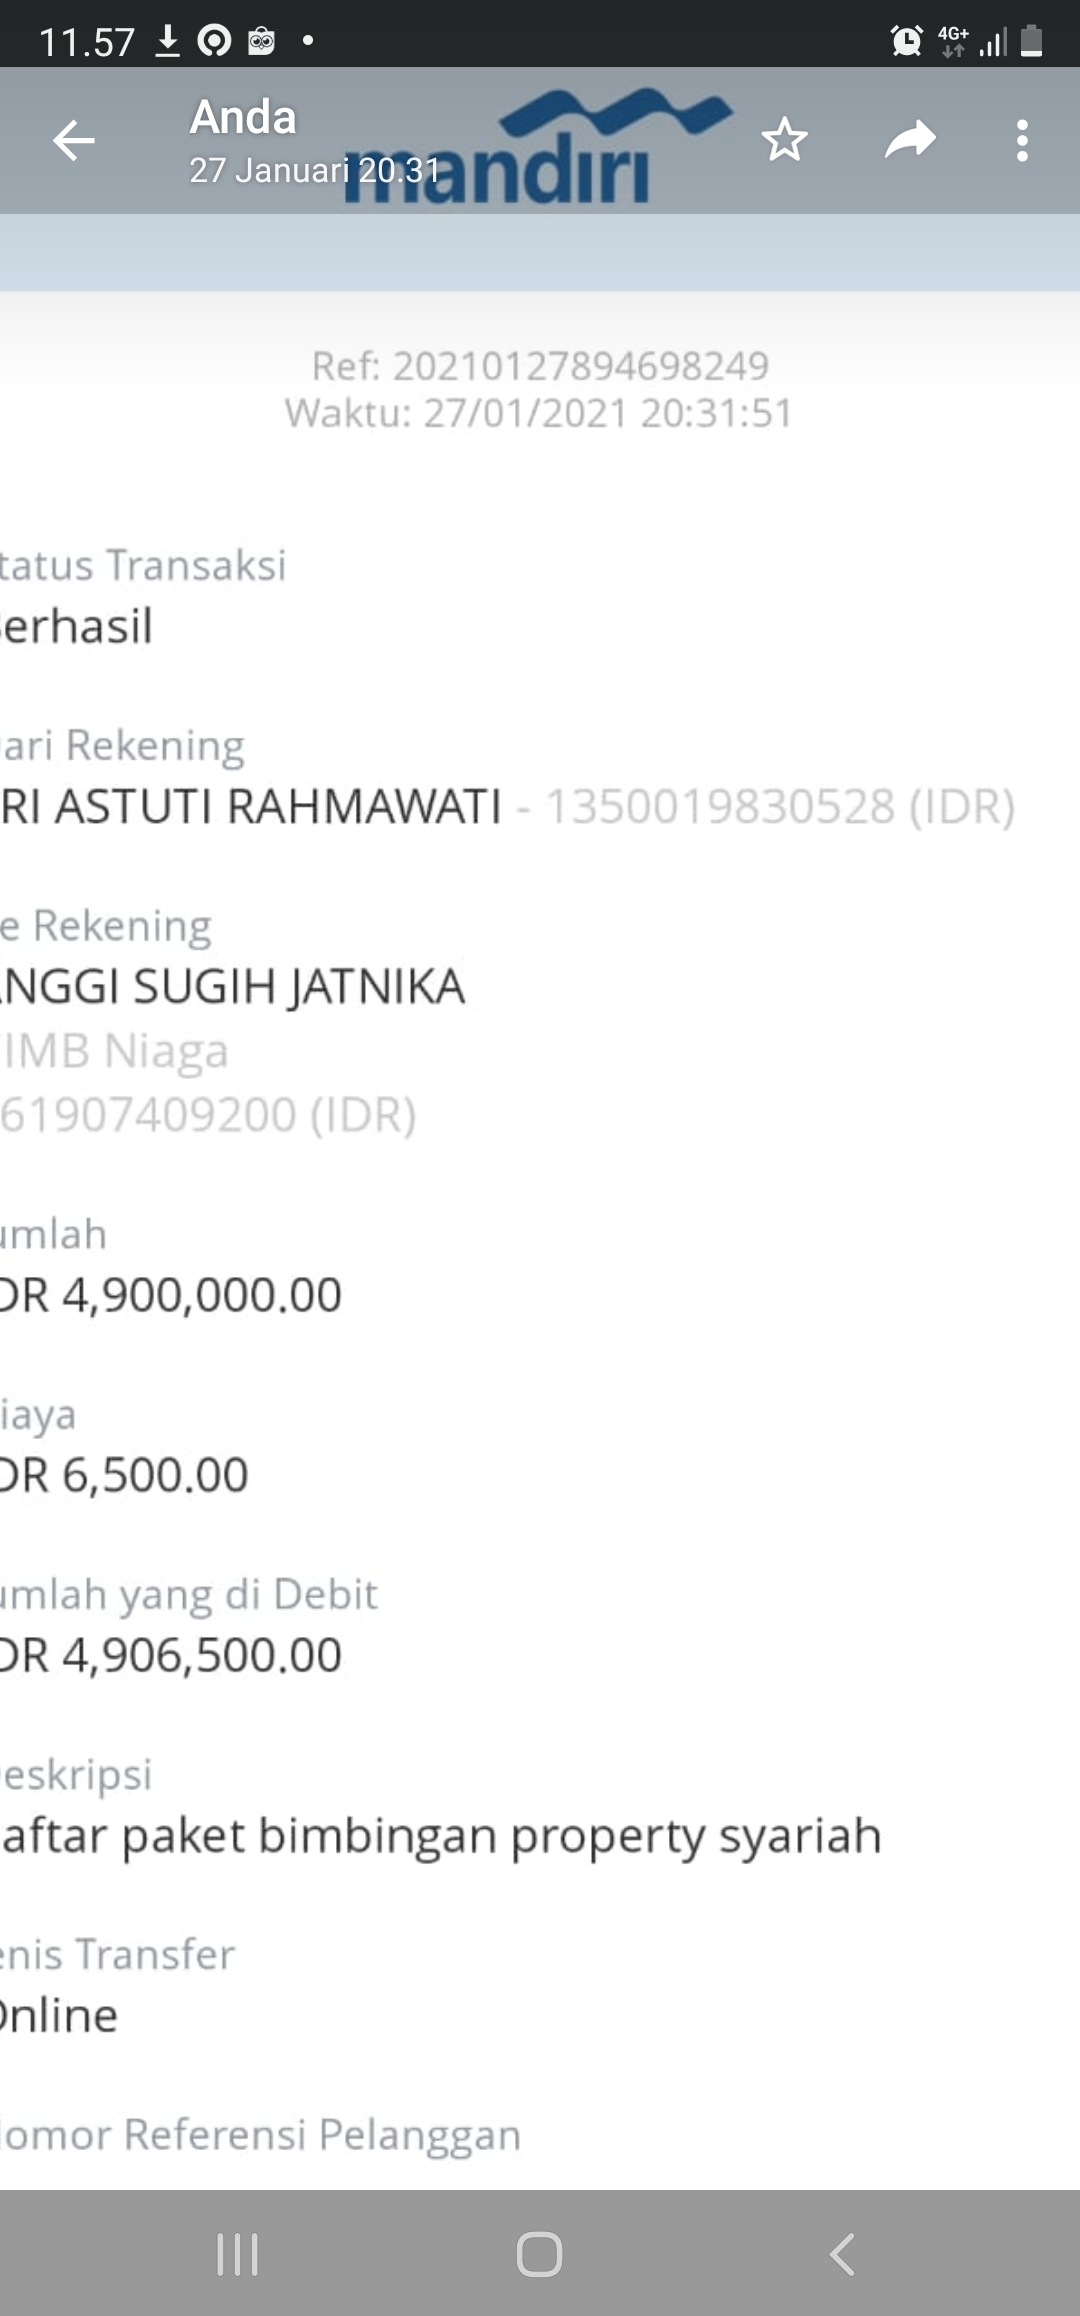 11.57
4G+
Anda
27 Januari 20.31
mandırı
Ref: 20210127894698249
Waktu: 27/01/2021 20:31:51
tatus Transaksi
erhasil
ari Rekening
RI ASTUTI RAHMAWATI - 1350019830528 (IDR)
e Rekening
NGGI SUGIH JATNIKA
IMB Niaga
61907409200 (IDR)
umlah
DR 4,900,000.00
iaya
DR 6,500.00
umlah yang di Debit
DR 4,906,500.00
eskripsi
aftar paket bimbingan property syariah
enis Transfer
Online
omor Referensi Pelanggan